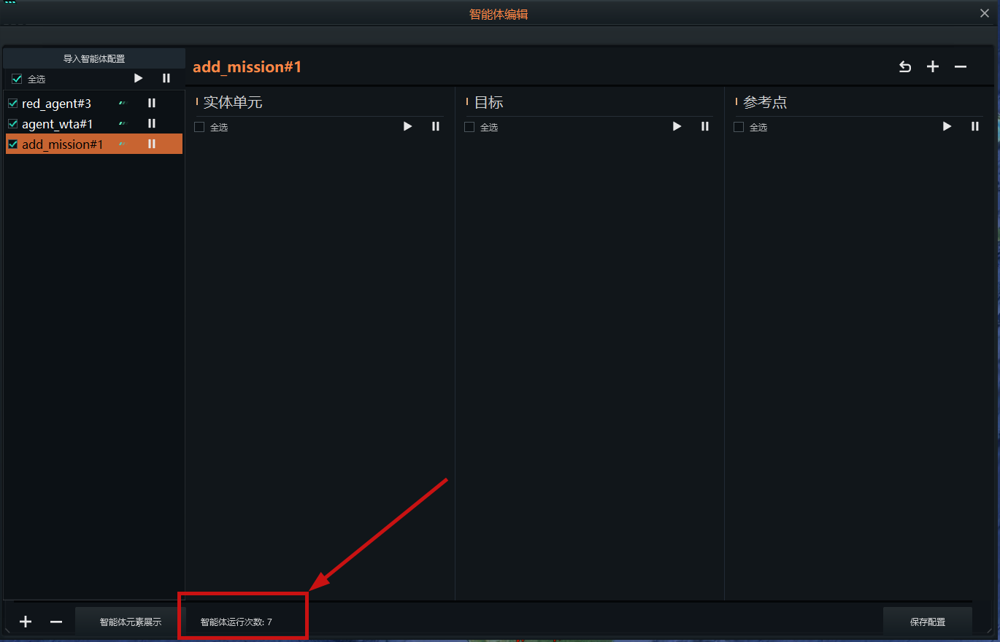 智能体编辑
导入智能体配置
全选
red_agent#3
agent_wta#1
add_mission#1
add_mission#1
实体单元
全选
目标
全选
参考点
全选
智能体元素展示
智能体运行次数: 7
保存配置